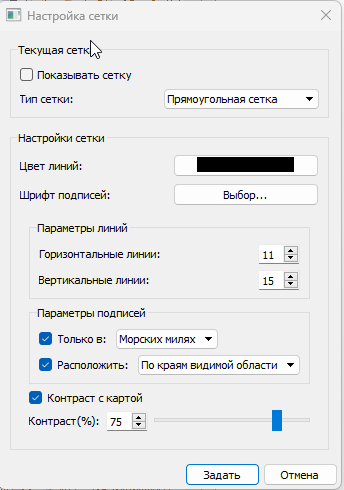 Настройка сетки
Текущая сетка
Показывать сетку
Тип сетки: Прямоугольная сетка
Настройки сетки
Цвет линий:
Шрифт подписей: Выбор...
Параметры линий
Горизонтальные линии: 11
Вертикальные линии: 15
Параметры подписей
Только в: Морских милях
Расположить: По краям видимой области
Контраст с картой
Контраст(%): 75
Задать Отмена